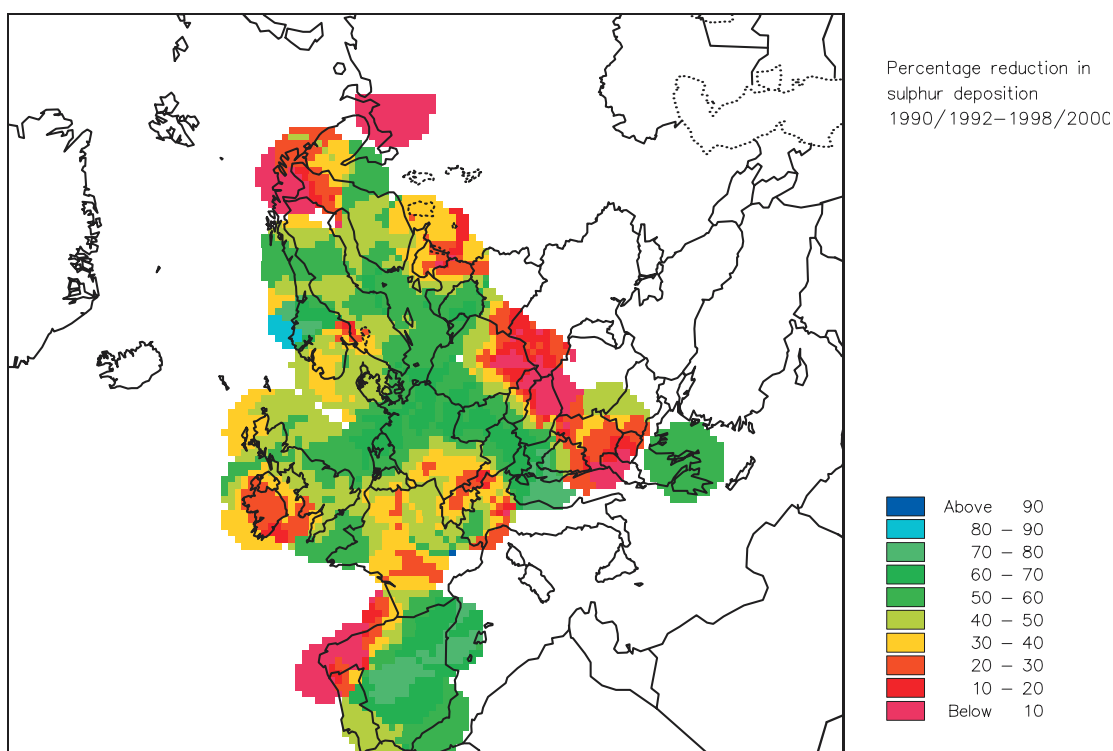 Percentage reduction in
sulphur deposition
1990/1992-1998/2000
Above 90
80 - 90
70 - 80
60 - 70
50 - 60
40 - 50
30 - 40
20 - 30
10 - 20
Below 10